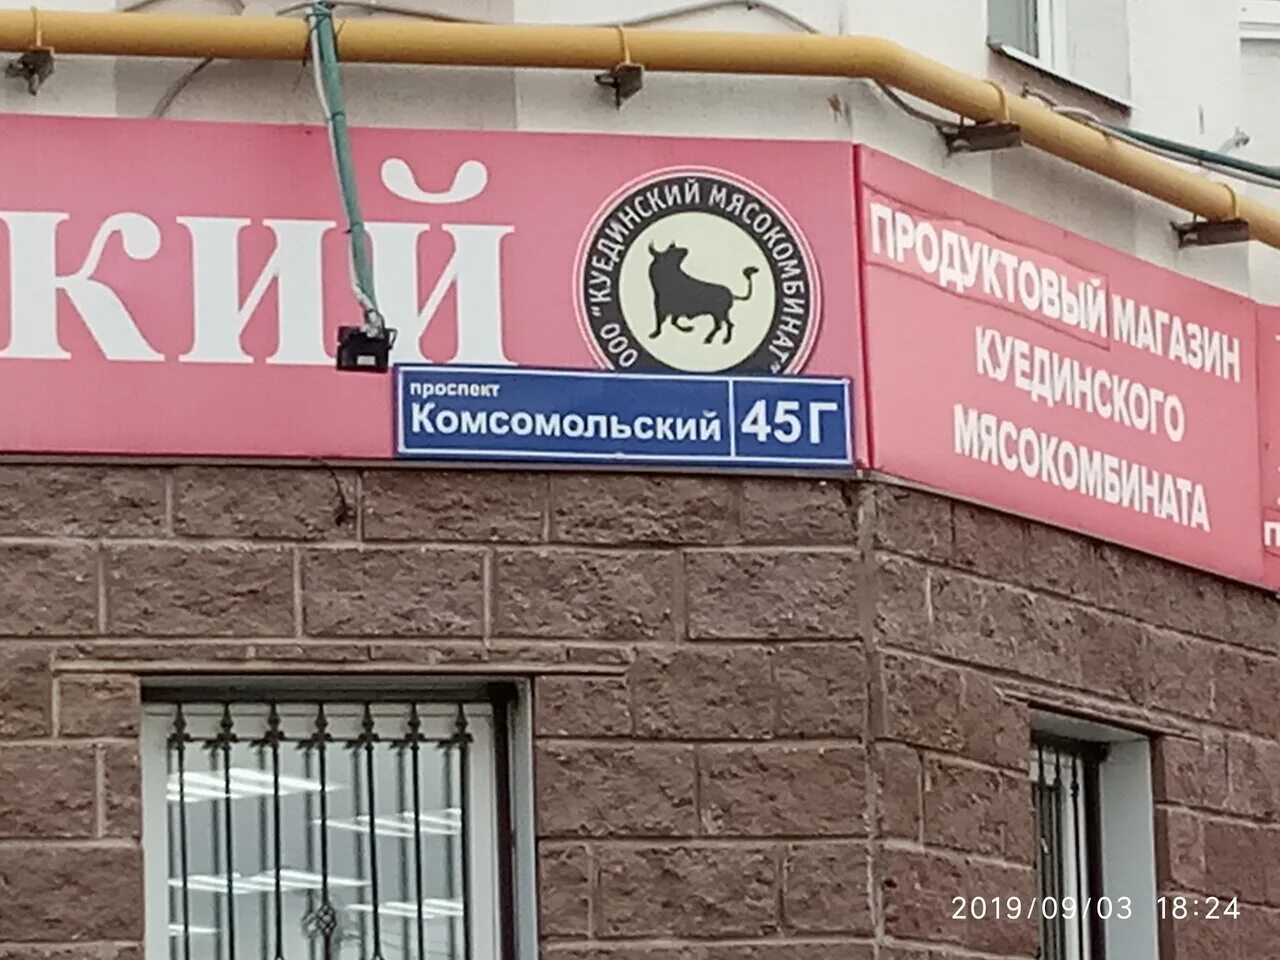 кий
ООО "КУЕДИНСКИЙ МЯСОКОМБИНАТ"
проспект
Комсомольский 45Г
ПРОДУКТОВЫЙ МАГАЗИН
КУЕДИНСКОГО
МЯСОКОМБИНАТА
2019/09/03 18:24